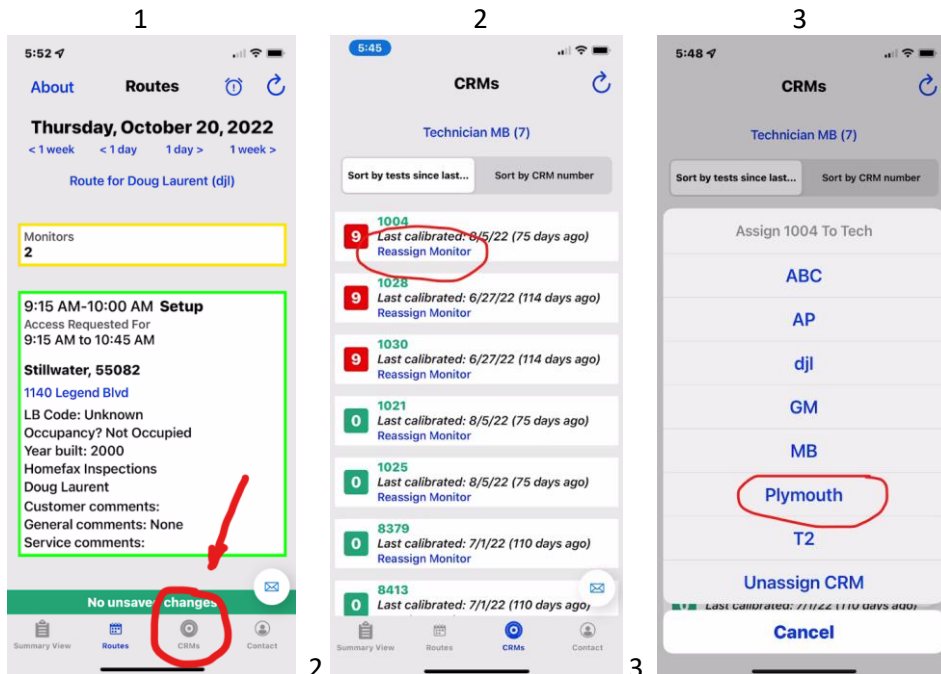 1
5:52
About Routes
Thursday, October 20, 2022
< 1 week < 1 day 1 day > 1 week >
Route for Doug Laurent (djl)
Monitors
2
9:15 AM-10:00 AM Setup
Access Requested For
9:15 AM to 10:45 AM
Stillwater, 55082
1140 Legend Blvd
LB Code: Unknown
Occupancy? Not Occupied
Year built: 2000
Homefax Inspections
Doug Laurent
Customer comments:
General comments: None
Service comments:
No unsaved changes
Summary View Routes CRMs Contact
2
5:45
CRMs
Technician MB (7)
Sort by tests since last... Sort by CRM number
1004
9 Last calibrated: 8/5/22 (75 days ago)
Reassign Monitor
1028
9 Last calibrated: 6/27/22 (114 days ago)
Reassign Monitor
1030
9 Last calibrated: 6/27/22 (114 days ago)
Reassign Monitor
1021
0 Last calibrated: 8/5/22 (75 days ago)
Reassign Monitor
1025
0 Last calibrated: 8/5/22 (75 days ago)
Reassign Monitor
8379
0 Last calibrated: 7/1/22 (110 days ago)
Reassign Monitor
8413
0 Last calibrated: 7/1/22 (110 days ago)
Summary View Routes CRMs Contact
2
3
5:48
CRMs
Technician MB (7)
Sort by tests since last... Sort by CRM number
Assign 1004 To Tech
ABC
AP
djl
GM
MB
Plymouth
T2
Unassign CRM
Last calibrated: 7/1/22 (110 days ago)
Cancel
3